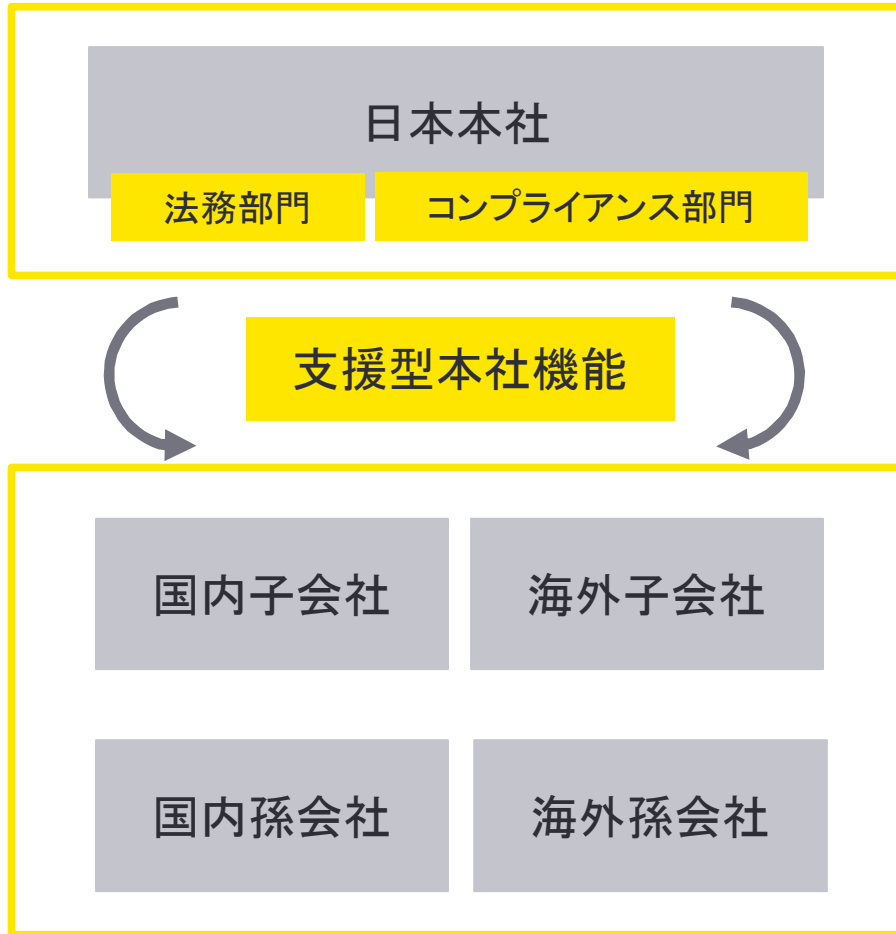 日本本社
法務部門
コンプライアンス部門
支援型本社機能
国内子会社
海外子会社
国内孫会社
海外孫会社